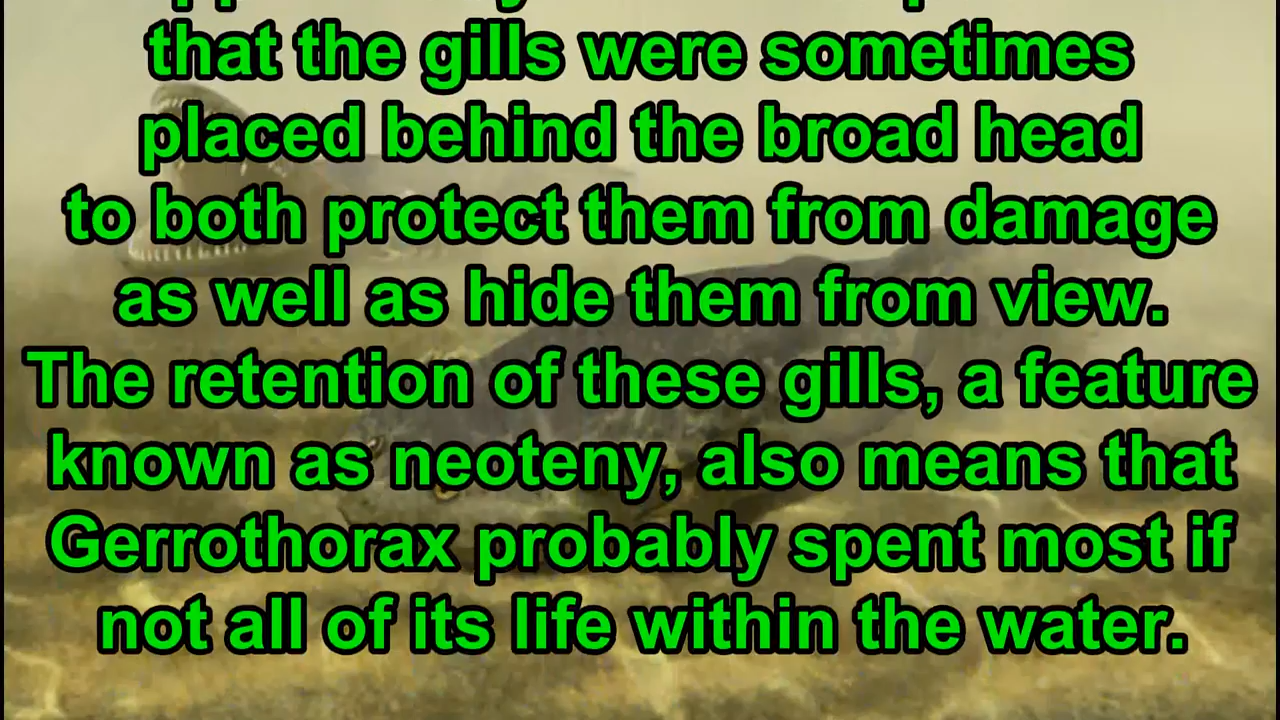 that the gills were sometimes
placed behind the broad head
to both protect them from damage
as well as hide them from view.
The retention of these gills, a feature
known as neoteny, also means that
Gerrothorax probably spent most if
not all of its life within the water.